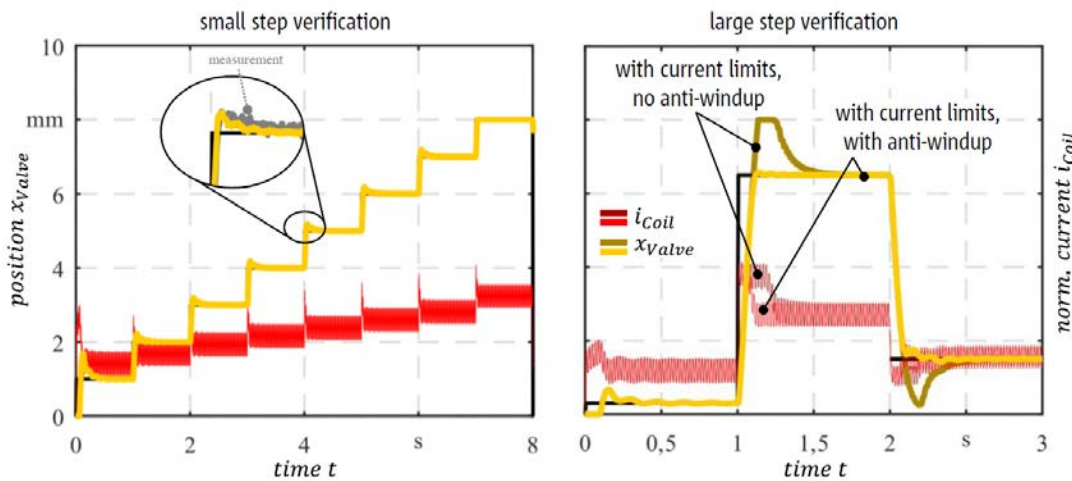 small step verification
10
mm
6
4
2
0
position x_Valve
measurement
0
2
4
s
8
time t
large step verification
with current limits,
no anti-windup
with current limits,
with anti-windup
i_Coil
x_Valve
norm. current i_Coil
0
0,5
1
1,5
2
s
3
time t